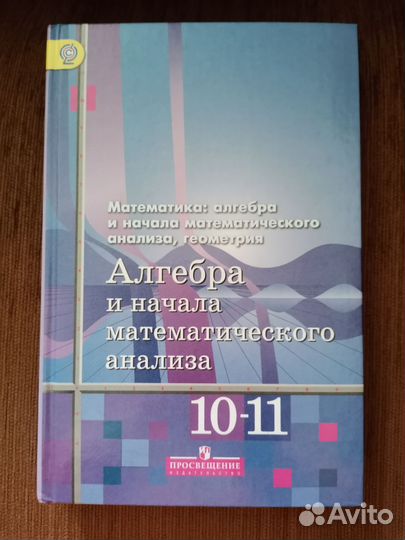 Математика: алгебра
и начала математического
анализа, геометрия
Алгебра
и начала
математического
анализа
10-11
ПРОСВЕЩЕНИЕ
ИЗДАТЕЛЬСТВО
Avito